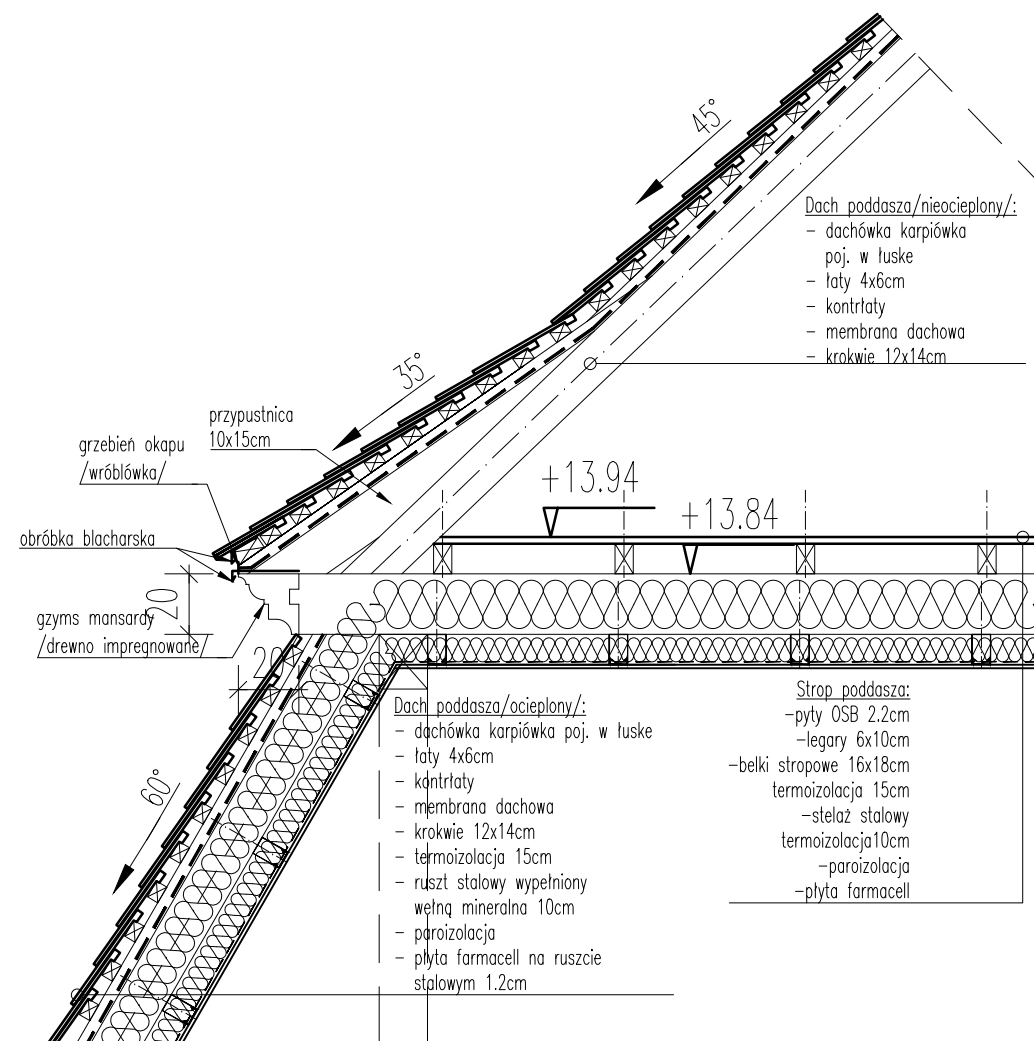 45°
Dach poddasza/nieocieplony/:
- dachówka karpiówka
poj. w łuske
- łaty 4x6cm
- kontrłaty
- membrana dachowa
- krokwie 12x14cm
35°
przypustnica
10x15cm
grzebień okapu
/wróblówka/
obróbka blacharska
+13.94
+13.84
20
gzyms mansardy
/drewno impregnowane/
20
60°
Dach poddasza/ocieplony/:
- dachówka karpiówka poj. w łuske
- łaty 4x6cm
- kontrłaty
- membrana dachowa
- krokwie 12x14cm
- termoizolacja 15cm
- ruszt stalowy wypełniony
wełną mineralna 10cm
- paroizolacja
- płyta farmacell na ruszcie
stalowym 1.2cm
Strop poddasza:
-pyty OSB 2.2cm
-legary 6x10cm
-belki stropowe 16x18cm
termoizolacja 15cm
-stelaż stalowy
termoizolacja10cm
-paroizolacja
-płyta farmacell